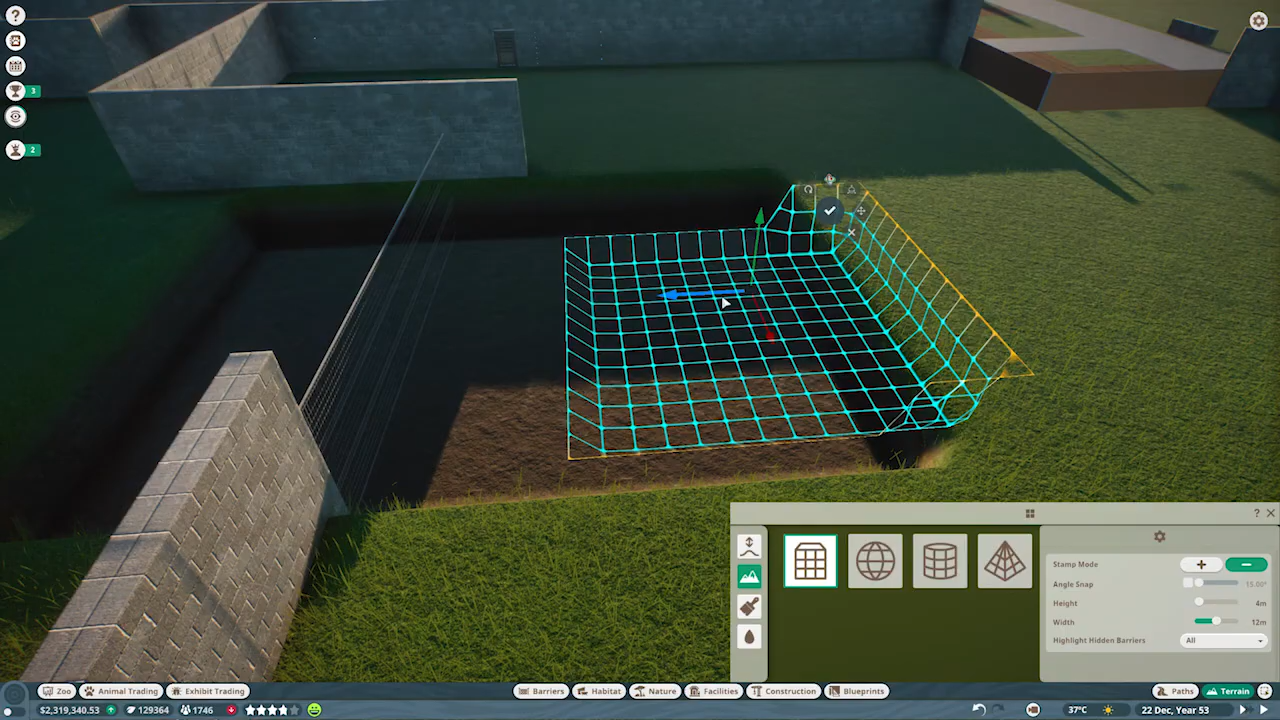 ?
3
2
? ×
Stamp Mode + −
Angle Snap 15.00°
Height 4m
Width 12m
Highlight Hidden Barriers All
Zoo Animal Trading Exhibit Trading Barriers Habitat Nature Facilities Construction Blueprints Paths Terrain
$2,319,340.53 129364 1746 37°C 22 Dec, Year 53